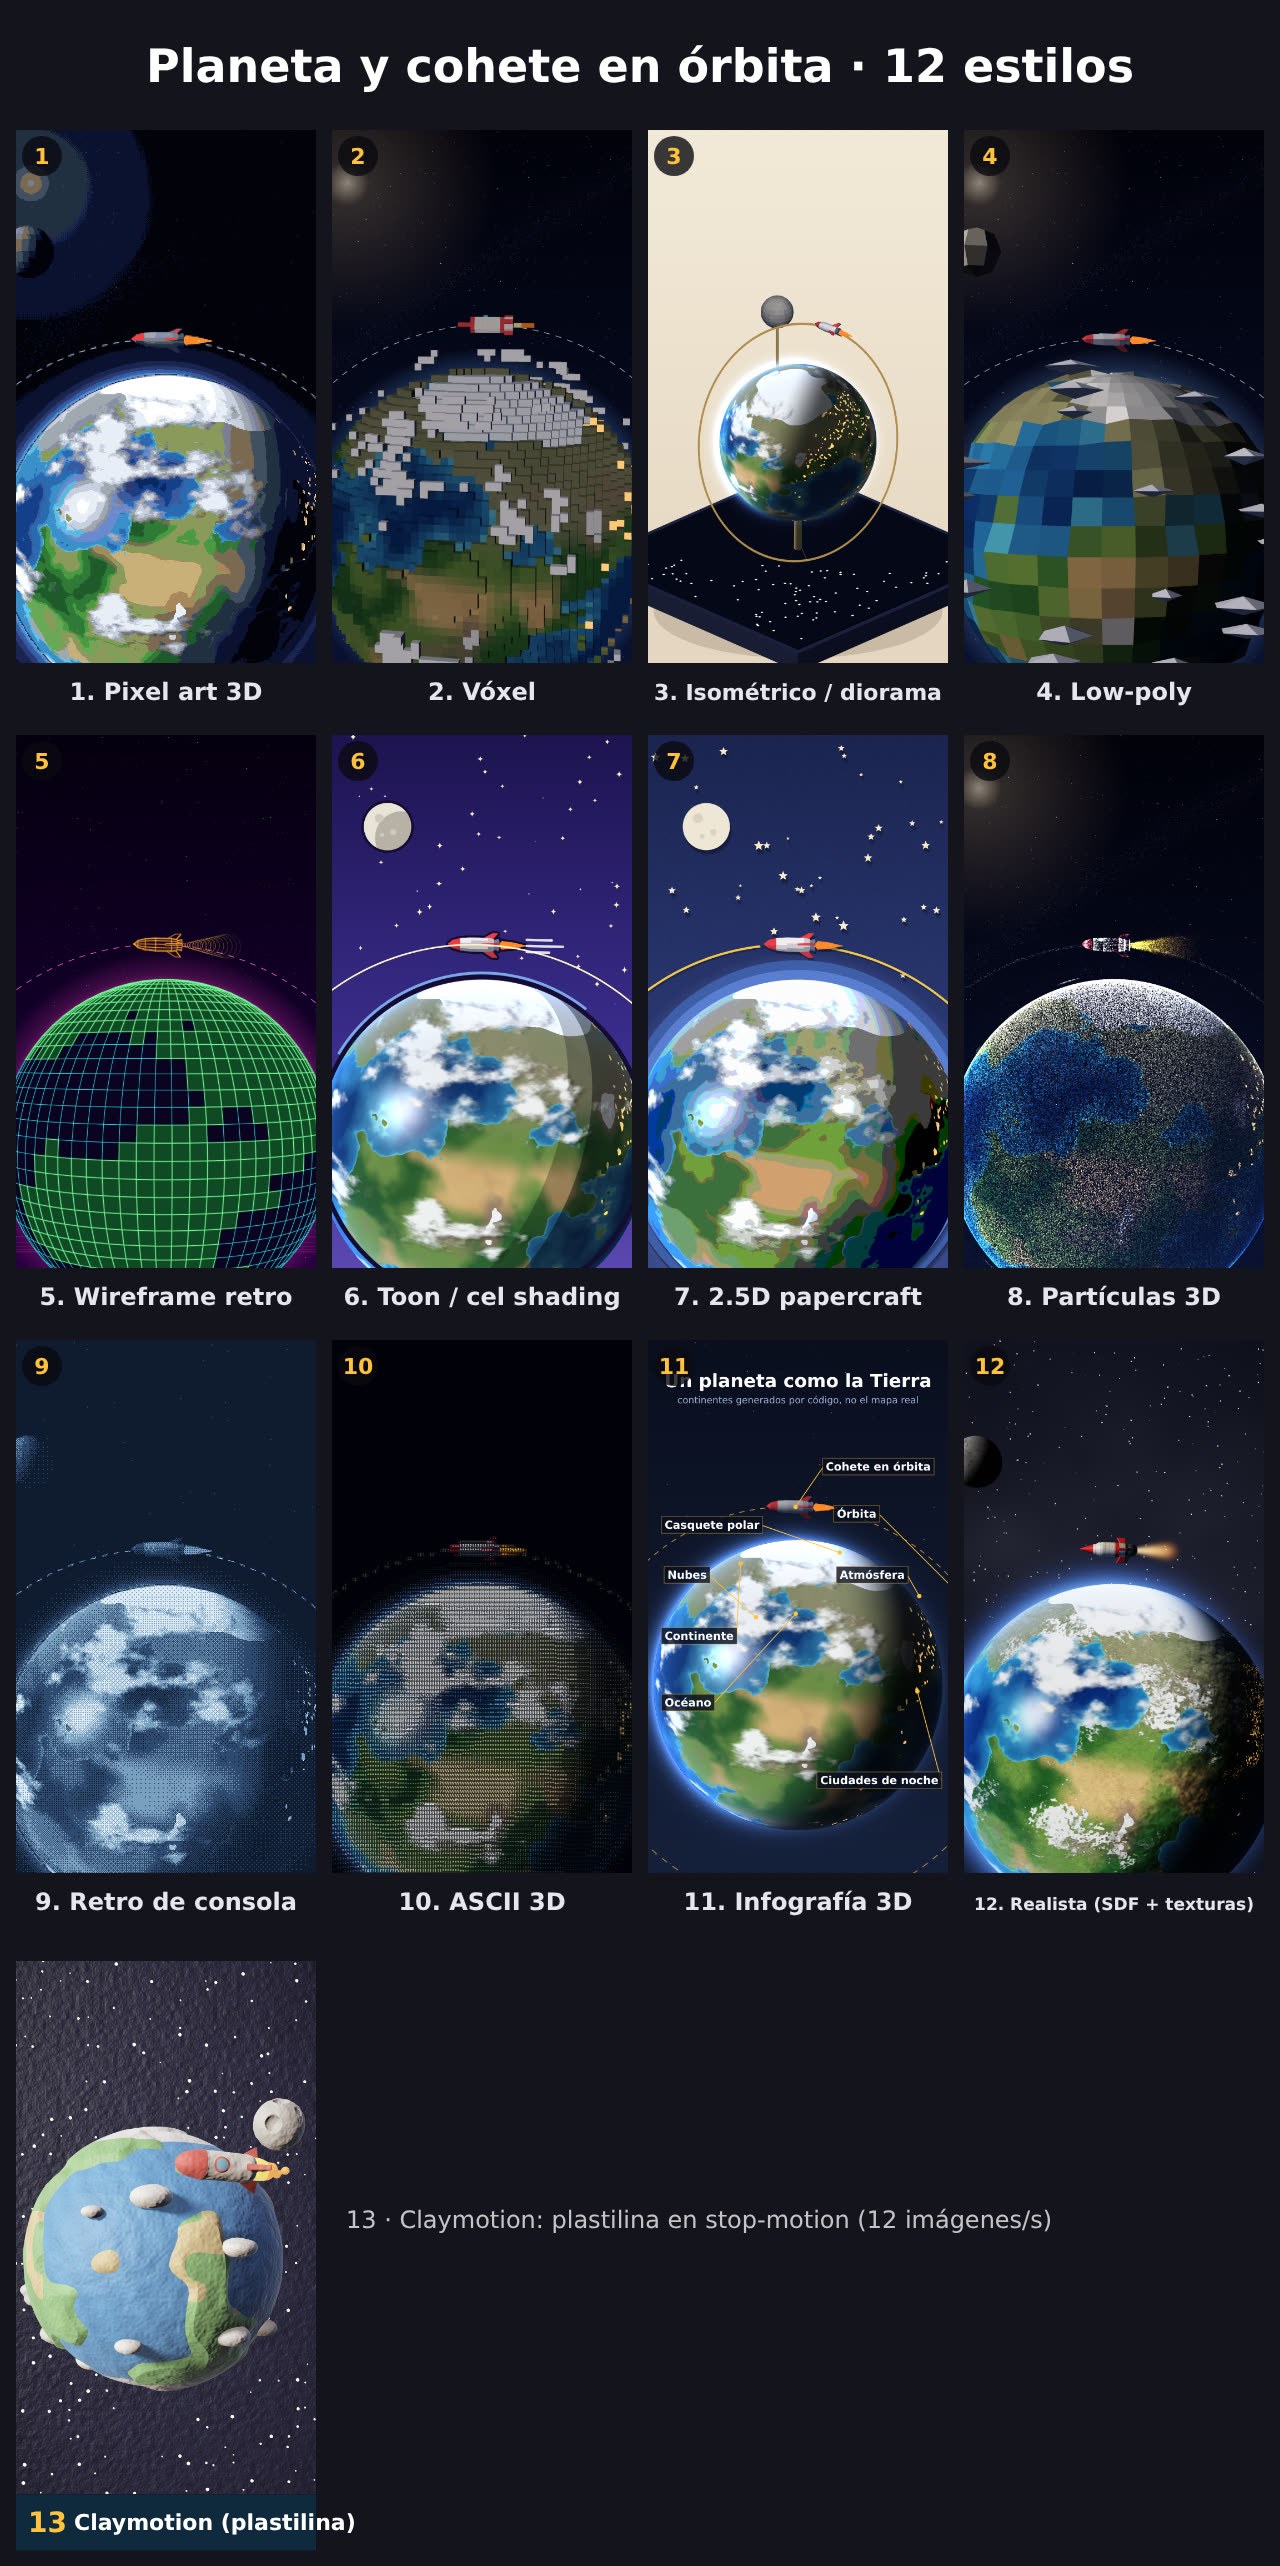 Planeta y cohete en órbita · 12 estilos
1
2
3
4
1. Pixel art 3D
2. Vóxel
3. Isométrico / diorama
4. Low-poly
5
6
7
8
5. Wireframe retro
6. Toon / cel shading
7. 2.5D papercraft
8. Partículas 3D
9
10
11
12
Un planeta como la Tierra
continentes generados por código, no el mapa real
Cohete en órbita
Órbita
Casquete polar
Nubes
Atmósfera
Continente
Océano
Ciudades de noche
9. Retro de consola
10. ASCII 3D
11. Infografía 3D
12. Realista (SDF + texturas)
13 · Claymotion: plastilina en stop-motion (12 imágenes/s)
13 Claymotion (plastilina)